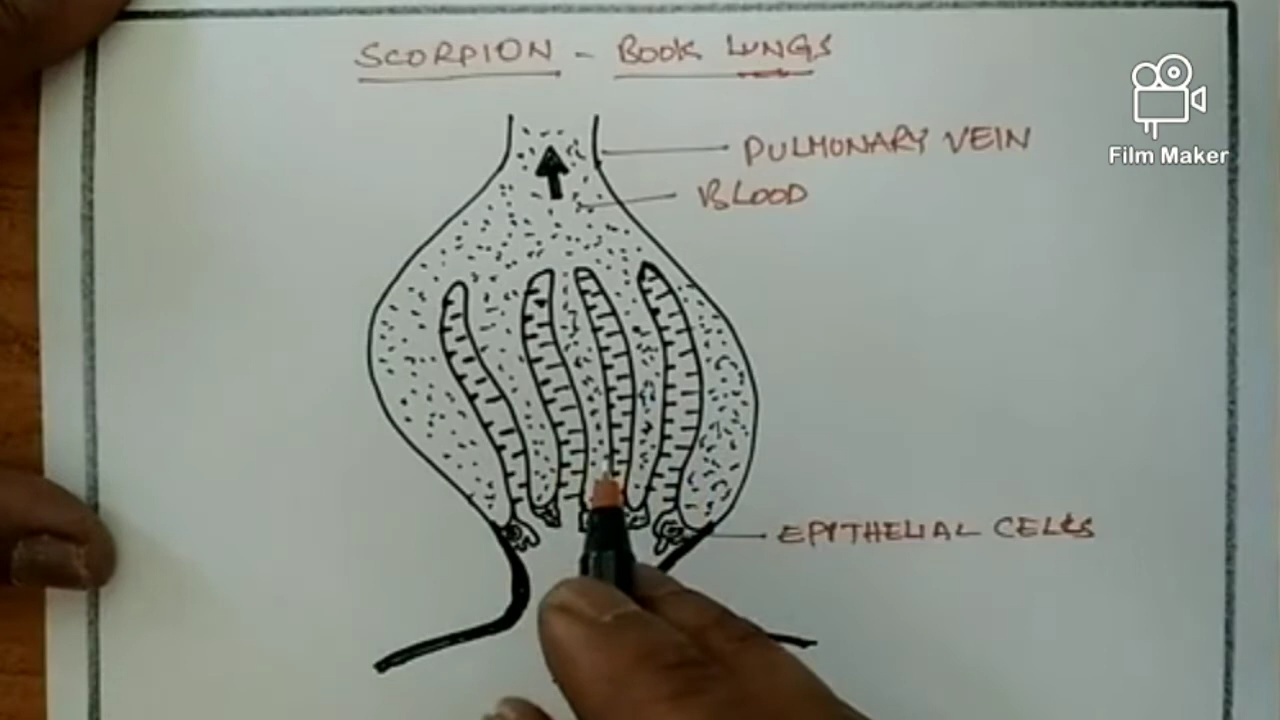 SCORPION - BOOK LUNGS
Film Maker
PULMONARY VEIN
BLOOD
EPITHELIAL CELLS